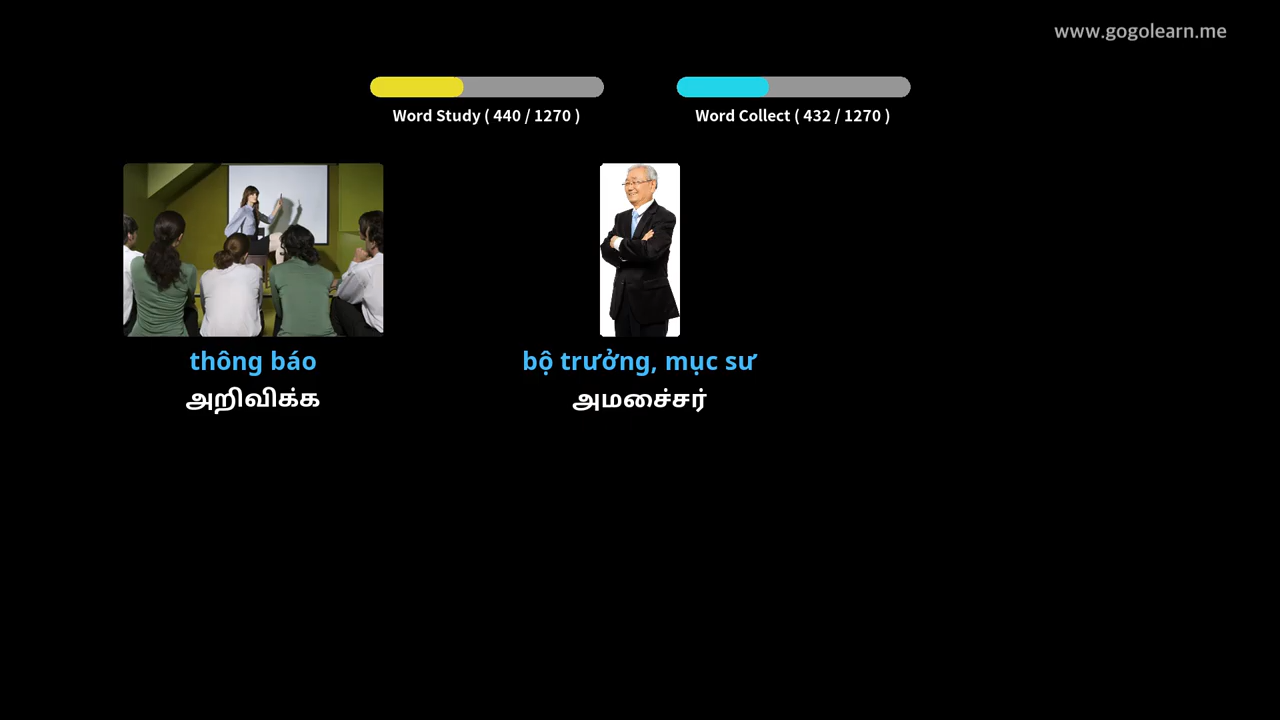 www.gogolearn.me
Word Study ( 440 / 1270 )
Word Collect ( 432 / 1270 )
thông báo
அறிவிக்க
bộ trưởng, mục sư
அமைச்சர்